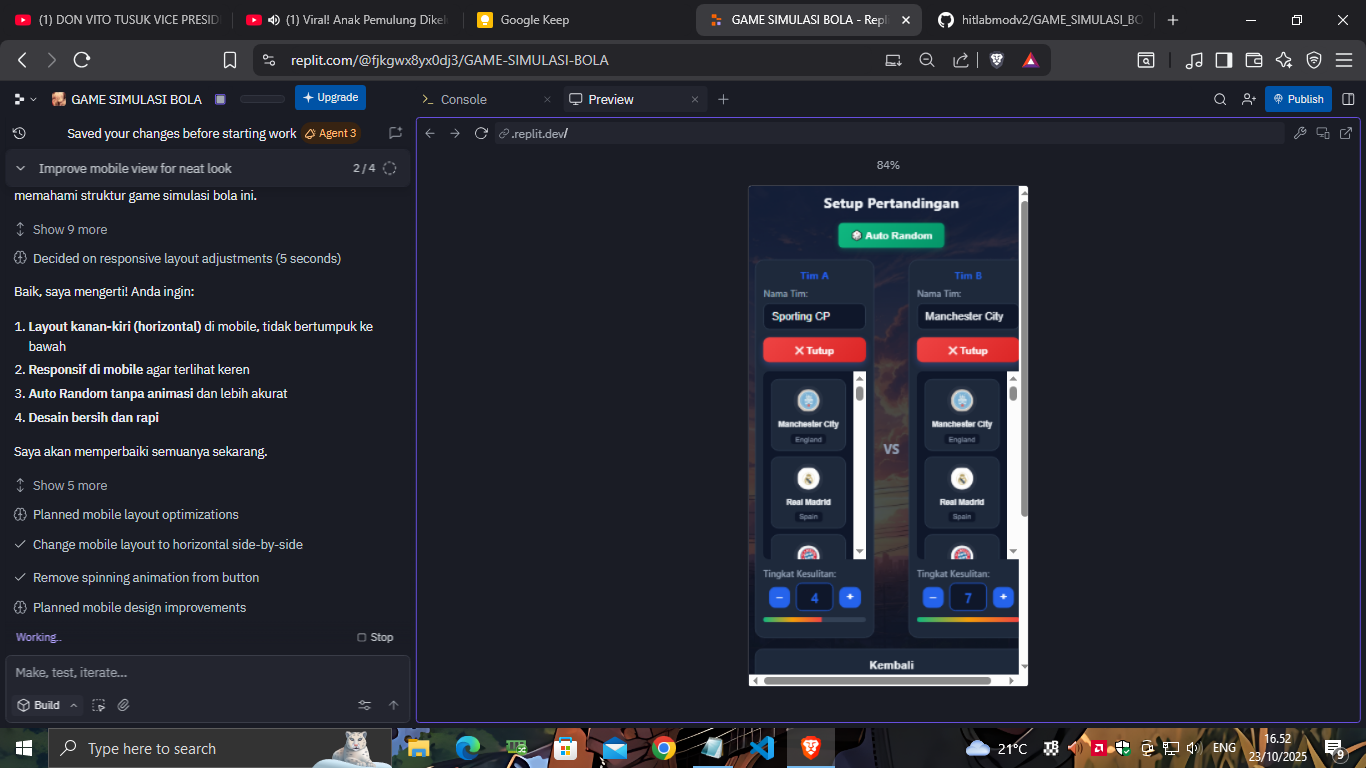 (1) DON VITO TUSUK VICE PRESID
(1) Viral! Anak Pemulung Dikel
Google Keep
GAME SIMULASI BOLA - Repli
hitlabmodv2/GAME_SIMULASI_BO
replit.com/@fjkgwx8yx0dj3/GAME-SIMULASI-BOLA
GAME SIMULASI BOLA
Upgrade
Console
Preview
Publish
Saved your changes before starting work
Agent 3
.replit.dev/
Improve mobile view for neat look
2 / 4
84%
memahami struktur game simulasi bola ini.
Show 9 more
Decided on responsive layout adjustments (5 seconds)
Baik, saya mengerti! Anda ingin:
1. Layout kanan-kiri (horizontal) di mobile, tidak bertumpuk ke
bawah
2. Responsif di mobile agar terlihat keren
3. Auto Random tanpa animasi dan lebih akurat
4. Desain bersih dan rapi
Saya akan memperbaiki semuanya sekarang.
Show 5 more
Planned mobile layout optimizations
Change mobile layout to horizontal side-by-side
Remove spinning animation from button
Planned mobile design improvements
Working..
Stop
Make, test, iterate...
Build
Setup Pertandingan
Auto Random
Tim A
Nama Tim:
Sporting CP
Tutup
Manchester City
England
Real Madrid
Spain
Tingkat Kesulitan:
−
4
+
VS
Tim B
Nama Tim:
Manchester City
Tutup
Manchester City
England
Real Madrid
Spain
Tingkat Kesulitan:
−
7
+
Kembali
Type here to search
21°C
ENG
16.52
23/10/2025
9